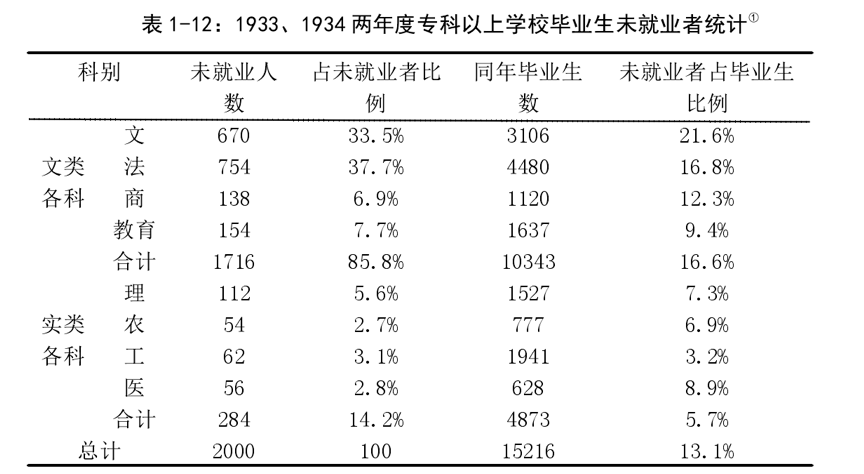 表 1-12：1933、1934 两年度专科以上学校毕业生未就业者统计①
科别 未就业人数 占未就业者比例 同年毕业生数 未就业者占毕业生比例
文 670 33.5% 3106 21.6%
文类 法 754 37.7% 4480 16.8%
各科 商 138 6.9% 1120 12.3%
教育 154 7.7% 1637 9.4%
合计 1716 85.8% 10343 16.6%
理 112 5.6% 1527 7.3%
实类 农 54 2.7% 777 6.9%
各科 工 62 3.1% 1941 3.2%
医 56 2.8% 628 8.9%
合计 284 14.2% 4873 5.7%
总计 2000 100 15216 13.1%